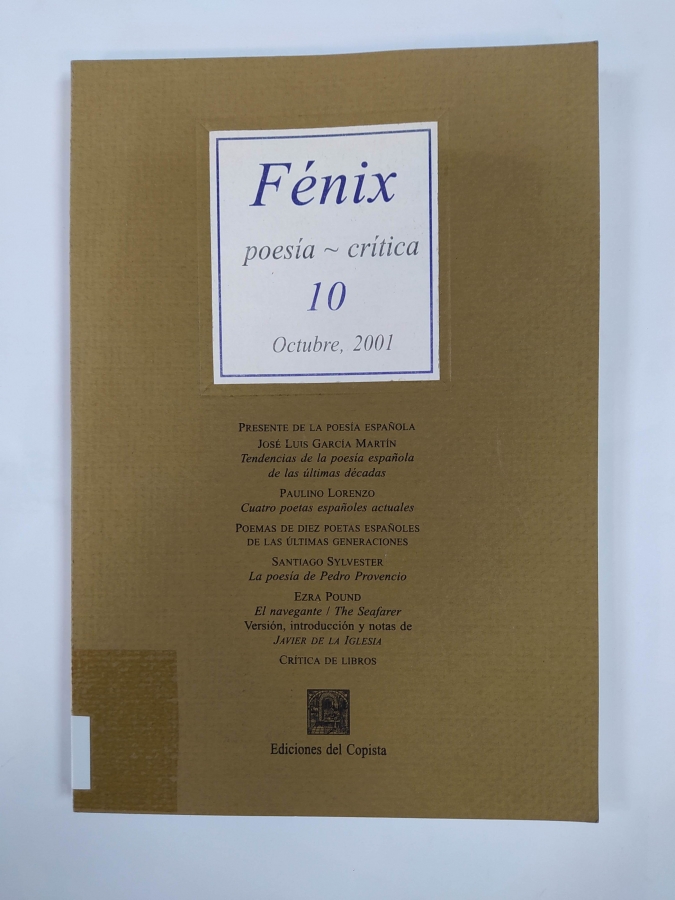 Fénix
poesía ~ crítica
10
Octubre, 2001
PRESENTE DE LA POESÍA ESPAÑOLA
JOSÉ LUIS GARCÍA MARTÍN
Tendencias de la poesía española
de las últimas décadas
PAULINO LORENZO
Cuatro poetas españoles actuales
POEMAS DE DIEZ POETAS ESPAÑOLES
DE LAS ÚLTIMAS GENERACIONES
SANTIAGO SYLVESTER
La poesía de Pedro Provencio
EZRA POUND
El navegante / The Seafarer
Versión, introducción y notas de
JAVIER DE LA IGLESIA
CRÍTICA DE LIBROS
Ediciones del Copista